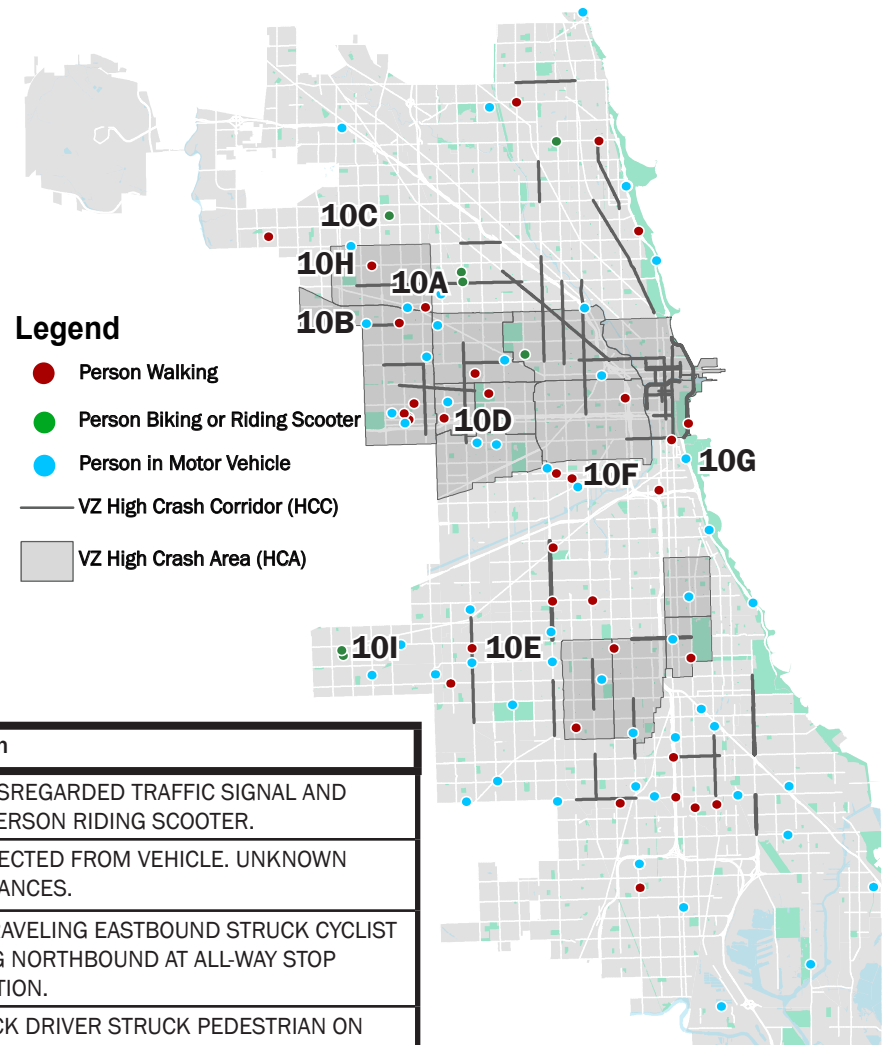 10C
10H
10A
10B
Legend
Person Walking
Person Biking or Riding Scooter
Person in Motor Vehicle
VZ High Crash Corridor (HCC)
VZ High Crash Area (HCA)
10D
10F
10G
10I
10E
n
SREGARDED TRAFFIC SIGNAL AND
ERSON RIDING SCOOTER.
ECTED FROM VEHICLE. UNKNOWN
ANCES.
AVELING EASTBOUND STRUCK CYCLIST
G NORTHBOUND AT ALL-WAY STOP
TION.
CK DRIVER STRUCK PEDESTRIAN ON